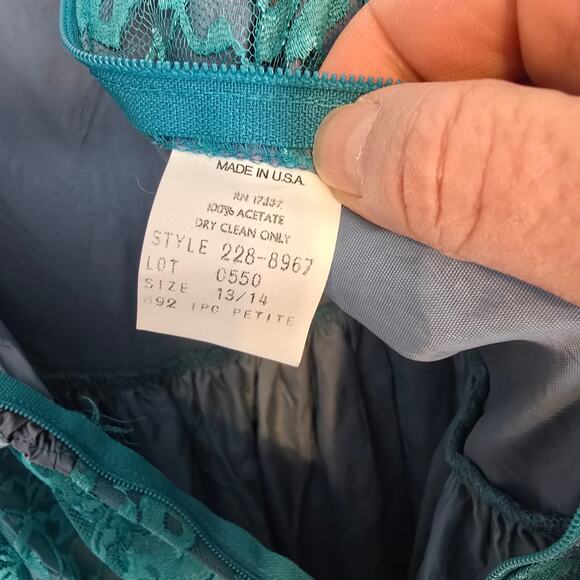 MADE IN U.S.A.
RN 17437
100% ACETATE
DRY CLEAN ONLY
STYLE 228-8967
LOT 0550
SIZE 13/14
892 1PC PETITE